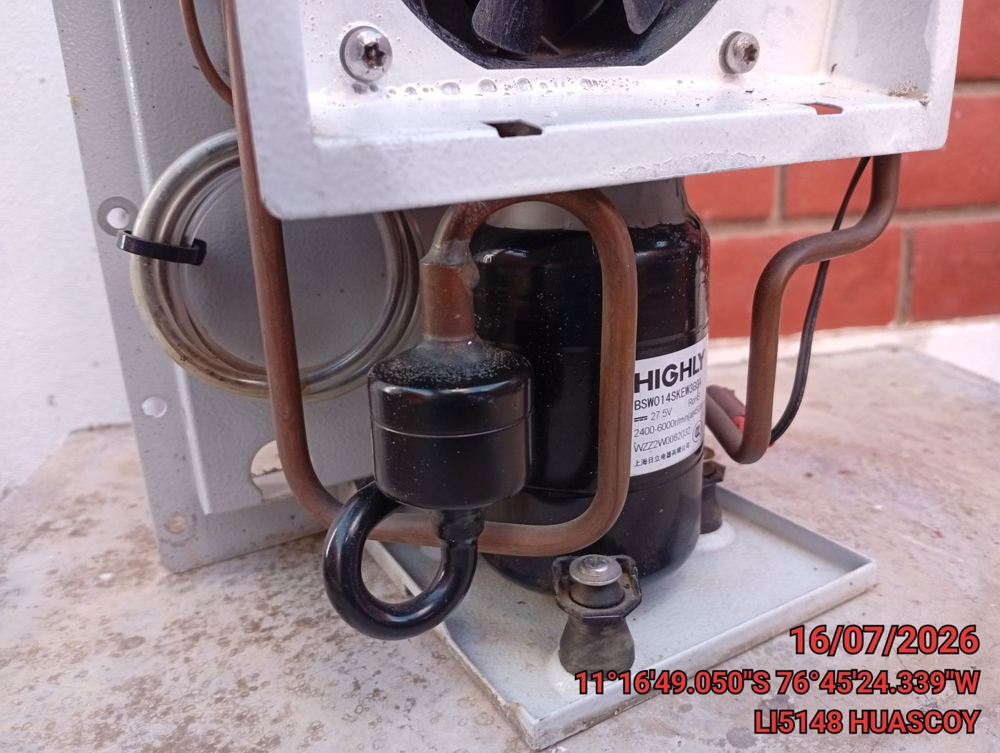 HIGHLY
BSW014SKEW3GQA
RoHS
27.5V
2400-6000r/min(
WZZ2W0082032
上海日立电器有限公司
16/07/2026
11°16'49.050"S 76°45'24.339"W
LI5148 HUASCOY